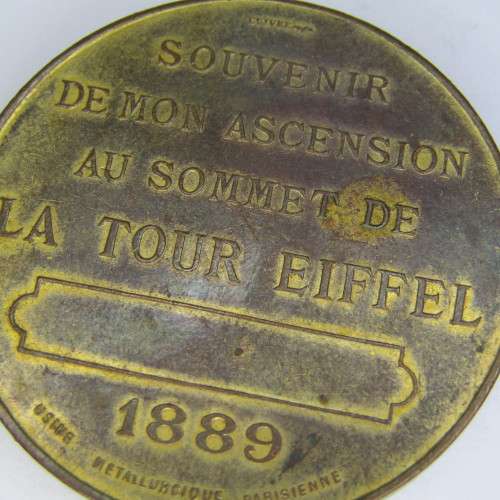 SOUVENIR
DE MON ASCENSION
AU SOMMET DE
LA TOUR EIFFEL
1889
USINE METALLURGIQUE PARISIENNE